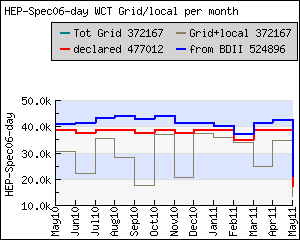 HEP-Spec06-day WCT Grid/local per month
Tot Grid 372167 Grid+local 372167
declared 477012 from BDII 524896
HEP-Spec06-day
50.0k
40.0k
30.0k
20.0k
10.0k
May10 Jun10 Jul10 Aug10 Sep10 Oct10 Nov10 Dec10 Jan11 Feb11 Mar11 Apr11 May11